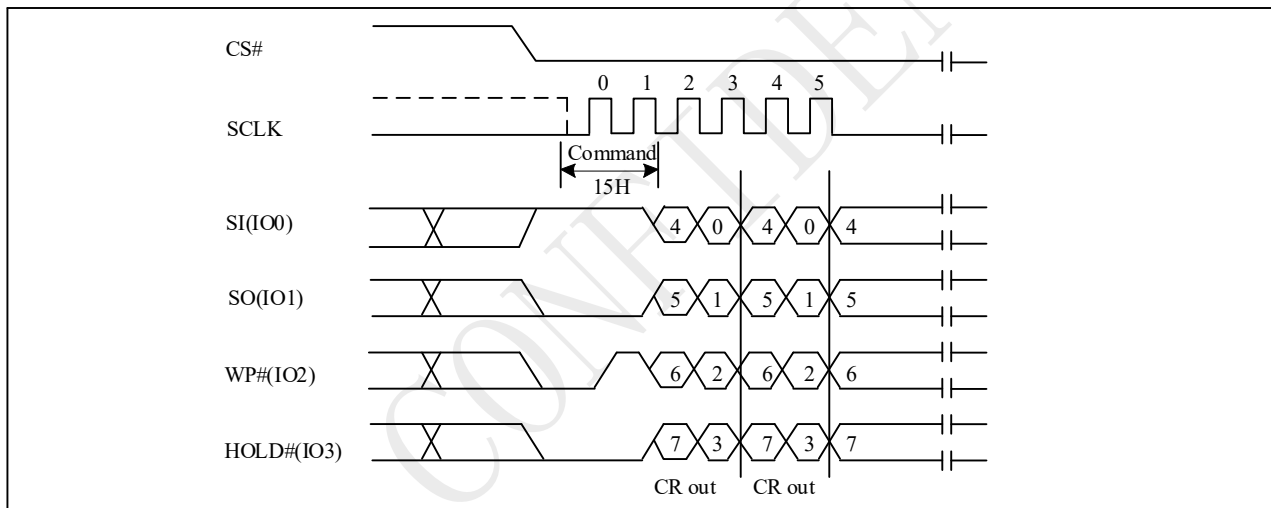 CS#
0 1 2 3 4 5
SCLK
Command
15H
SI(IO0) 4 0 4 0 4
SO(IO1) 5 1 5 1 5
WP#(IO2) 6 2 6 2 6
HOLD#(IO3) 7 3 7 3 7
CR out CR out
CONFIDEN